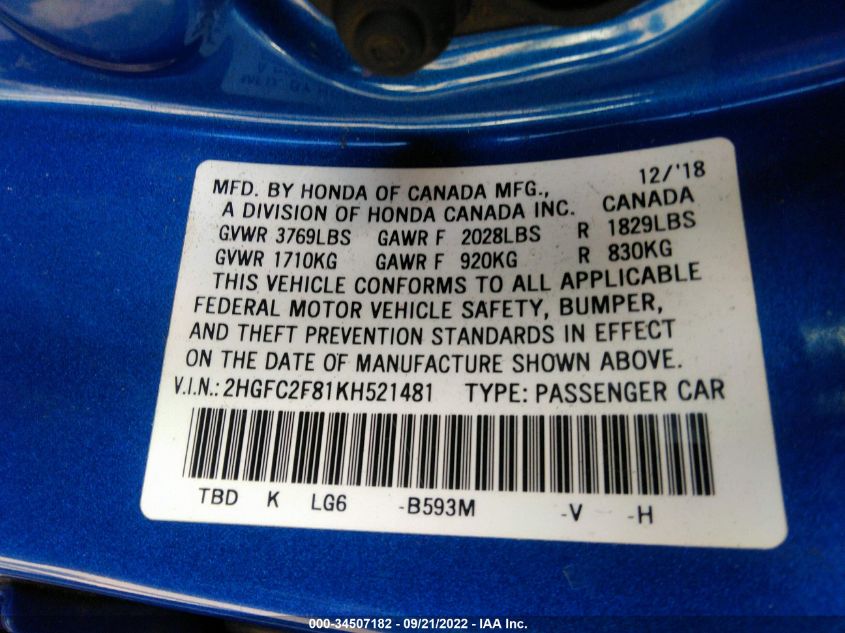 12/'18
MFD. BY HONDA OF CANADA MFG.,
A DIVISION OF HONDA CANADA INC. CANADA
GVWR 3769LBS GAWR F 2028LBS R 1829LBS
GVWR 1710KG GAWR F 920KG R 830KG
THIS VEHICLE CONFORMS TO ALL APPLICABLE
FEDERAL MOTOR VEHICLE SAFETY, BUMPER,
AND THEFT PREVENTION STANDARDS IN EFFECT
ON THE DATE OF MANUFACTURE SHOWN ABOVE.
V.I.N.: 2HGFC2F81KH521481 TYPE: PASSENGER CAR
TBD K LG6 -B593M -V -H
000-34507182 - 09/21/2022 - IAA Inc.